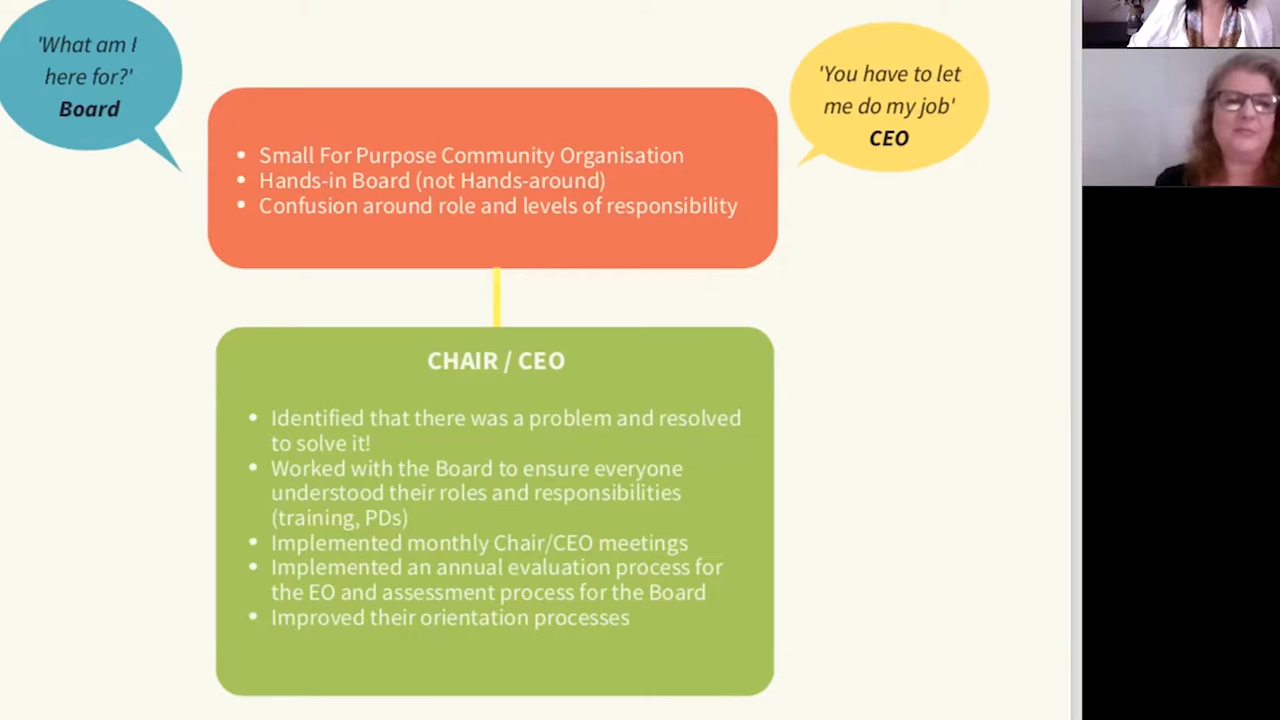 'What am I
here for?'
Board
'You have to let
me do my job'
CEO
• Small For Purpose Community Organisation
• Hands-in Board (not Hands-around)
• Confusion around role and levels of responsibility
CHAIR / CEO
• Identified that there was a problem and resolved
to solve it!
• Worked with the Board to ensure everyone
understood their roles and responsibilities
(training, PDs)
• Implemented monthly Chair/CEO meetings
• Implemented an annual evaluation process for
the EO and assessment process for the Board
• Improved their orientation processes